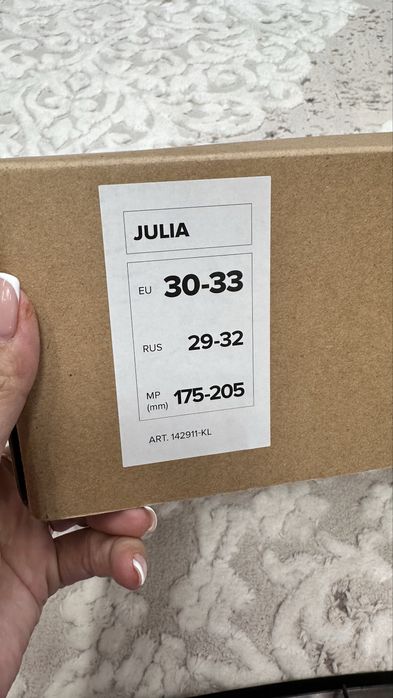 JULIA
EU 30-33
RUS 29-32
MP
(mm) 175-205
ART. 142911-KL